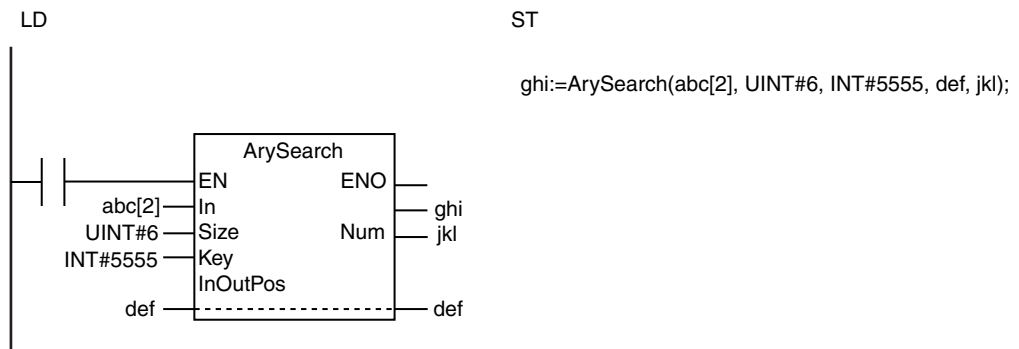 LD
ST
ghi:=ArySearch(abc[2], UINT#6, INT#5555, def, jkl);
ArySearch
EN ENO
abc[2] In ghi
UINT#6 Size Num jkl
INT#5555 Key
InOutPos
def def